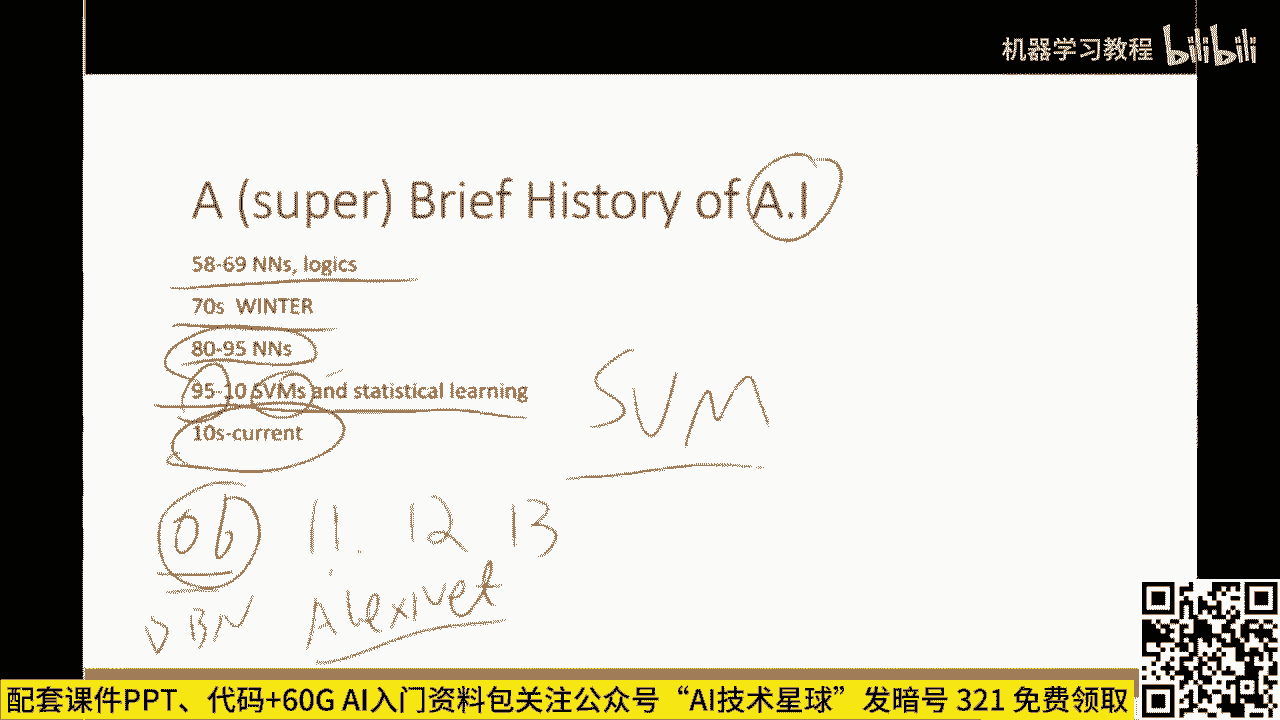 机器学习教程 bilibili
A (super) Brief History of A.I
58-69 NNs, logics
70s WINTER
80-95 NNs
95-10 SVMs and statistical learning
10s-current
SVM
06 11. 12 13
DBN Alexnet
配套课件PPT、代码+60G AI入门资料包关注公众号“AI技术星球”发暗号 321 免费领取